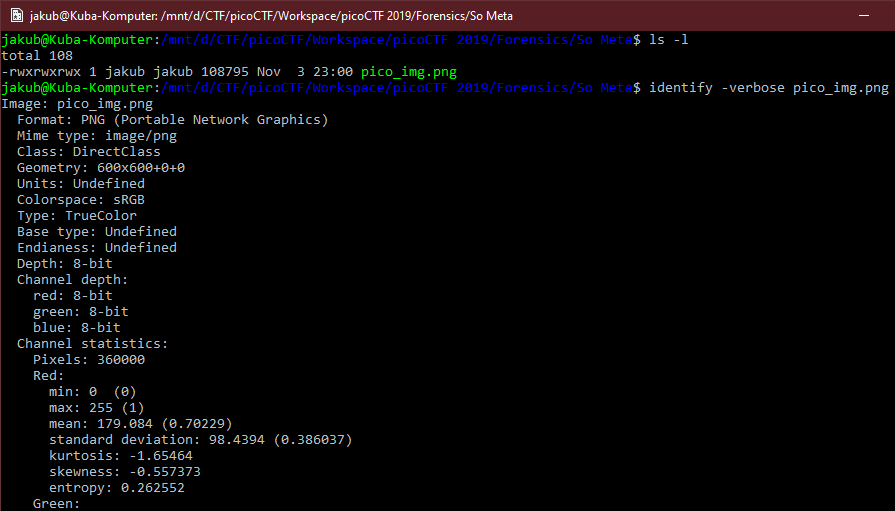 jakub@Kuba-Komputer: /mnt/d/CTF/picoCTF/Workspace/picoCTF 2019/Forensics/So Meta
jakub@Kuba-Komputer:/mnt/d/CTF/picoCTF/Workspace/picoCTF 2019/Forensics/So Meta$ ls -l
total 108
-rwxrwxrwx 1 jakub jakub 108795 Nov  3 23:00 pico_img.png
jakub@Kuba-Komputer:/mnt/d/CTF/picoCTF/Workspace/picoCTF 2019/Forensics/So Meta$ identify -verbose pico_img.png
Image: pico_img.png
  Format: PNG (Portable Network Graphics)
  Mime type: image/png
  Class: DirectClass
  Geometry: 600x600+0+0
  Units: Undefined
  Colorspace: sRGB
  Type: TrueColor
  Base type: Undefined
  Endianess: Undefined
  Depth: 8-bit
  Channel depth:
    red: 8-bit
    green: 8-bit
    blue: 8-bit
  Channel statistics:
    Pixels: 360000
    Red:
      min: 0  (0)
      max: 255 (1)
      mean: 179.084 (0.70229)
      standard deviation: 98.4394 (0.386037)
      kurtosis: -1.65464
      skewness: -0.557373
      entropy: 0.262552
    Green: